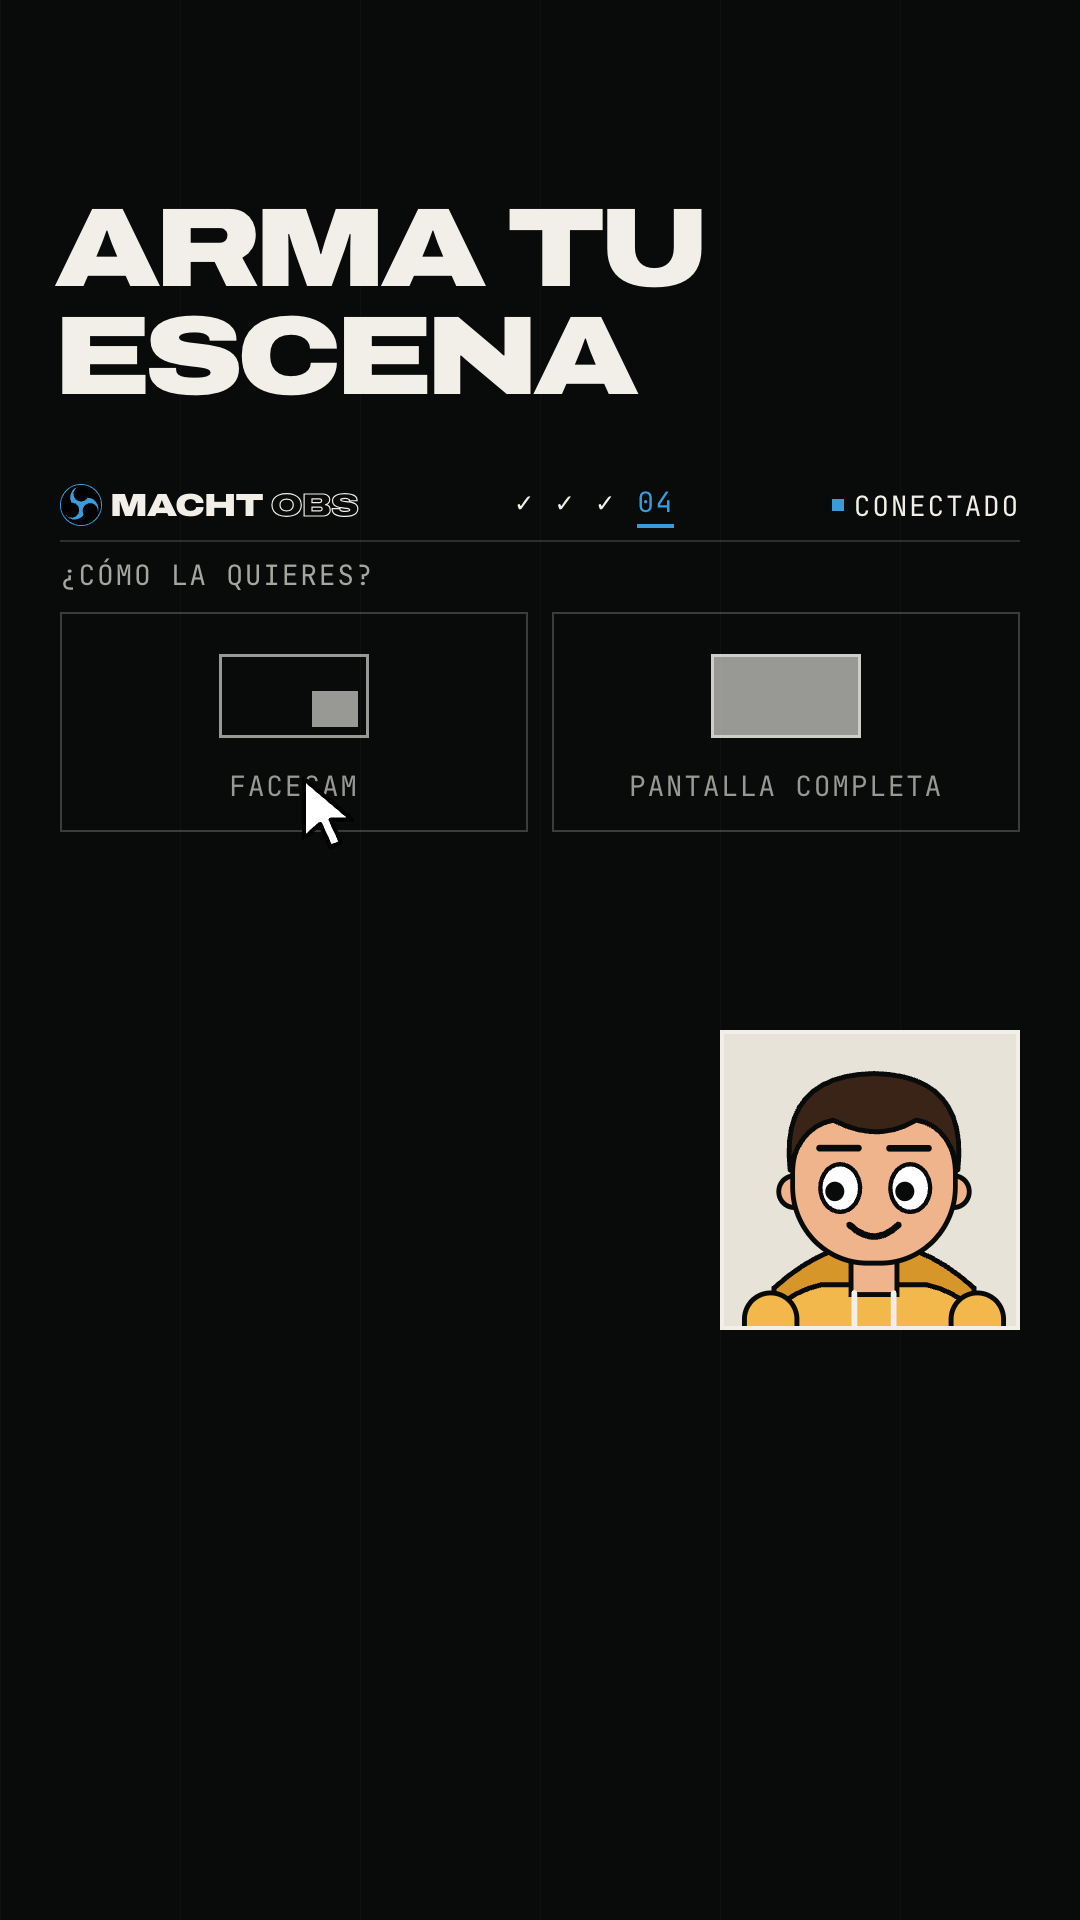 ARMA TU
ESCENA
MACHT OBS ✓ ✓ ✓ 04 CONECTADO
¿CÓMO LA QUIERES?
FACECAM
PANTALLA COMPLETA